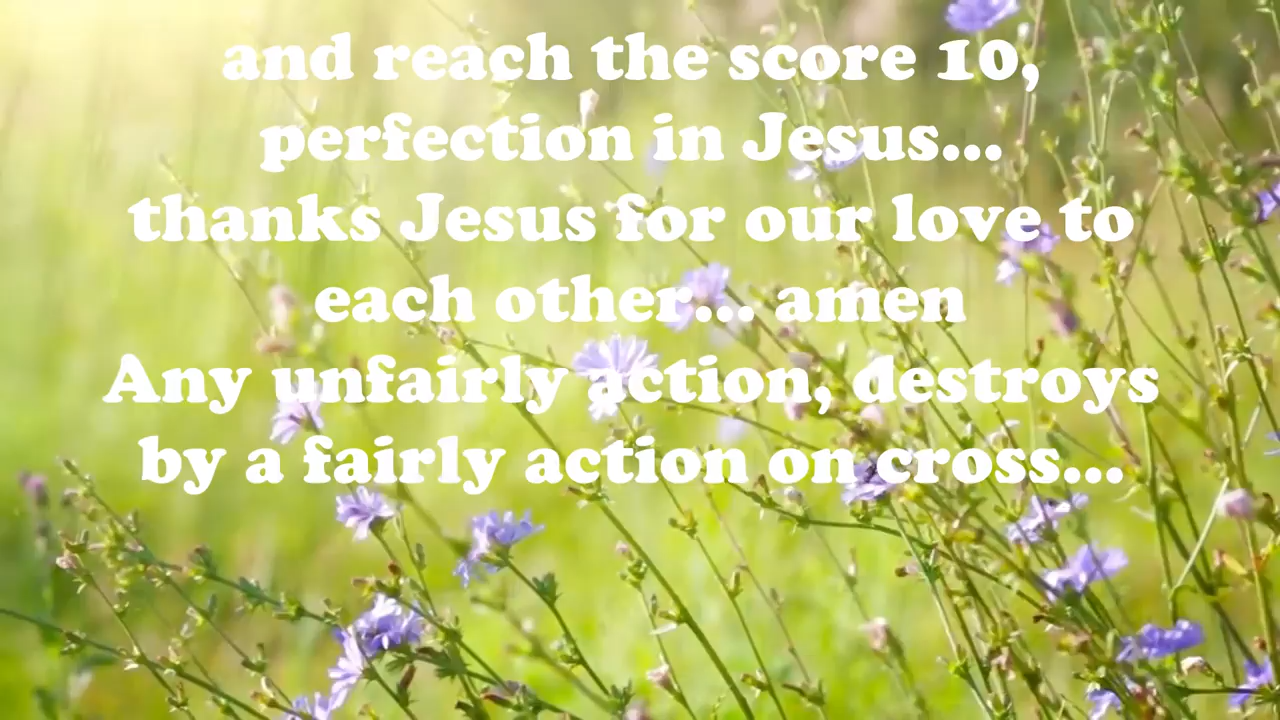 and reach the score 10,
perfection in Jesus...
thanks Jesus for our love to
each other... amen
Any unfairly action, destroys
by a fairly action on cross...